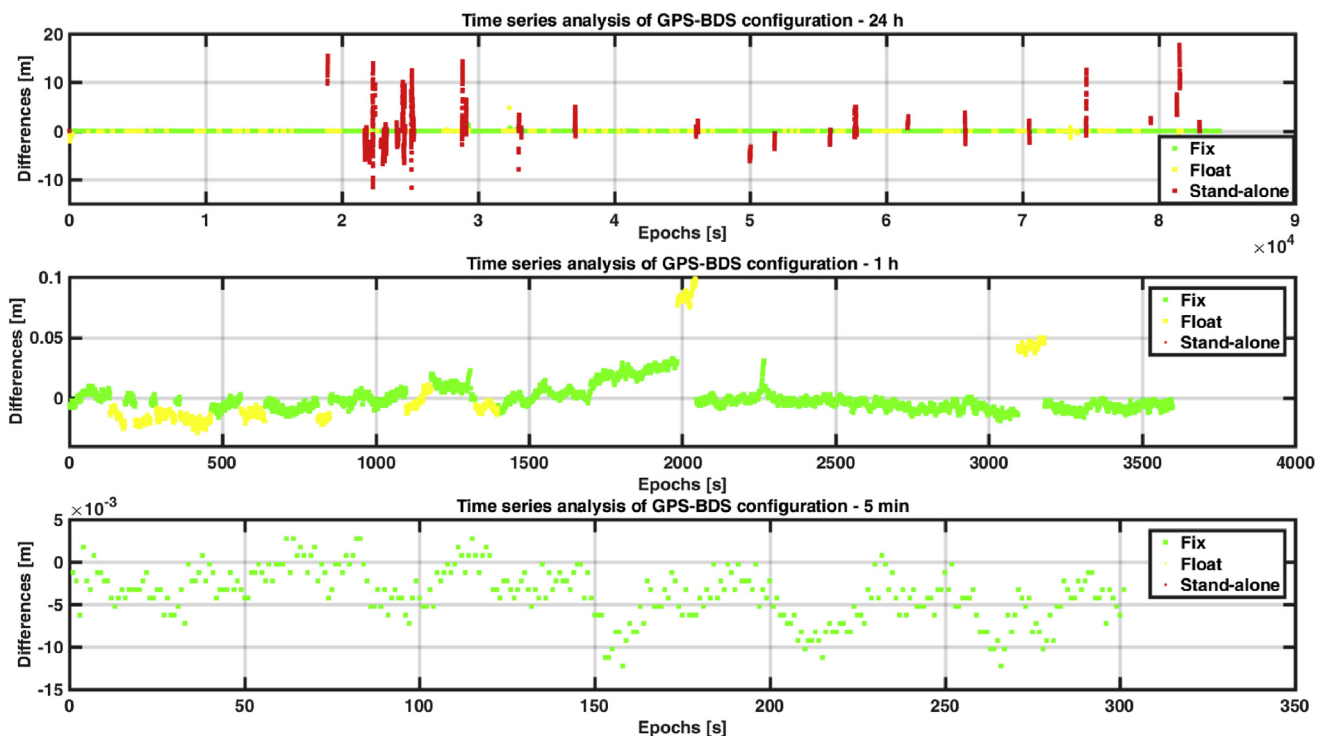 Time series analysis of GPS-BDS configuration - 24 h
20
10
0
-10
Differences [m]
Fix
Float
Stand-alone
0 1 2 3 4 5 6 7 8 9
Epochs [s]
×10⁴
Time series analysis of GPS-BDS configuration - 1 h
0.1
0.05
0
Differences [m]
Fix
Float
Stand-alone
0 500 1000 1500 2000 2500 3000 3500 4000
Epochs [s]
Time series analysis of GPS-BDS configuration - 5 min
×10⁻³
5
0
-5
-10
-15
Differences [m]
Fix
Float
Stand-alone
0 50 100 150 200 250 300 350
Epochs [s]